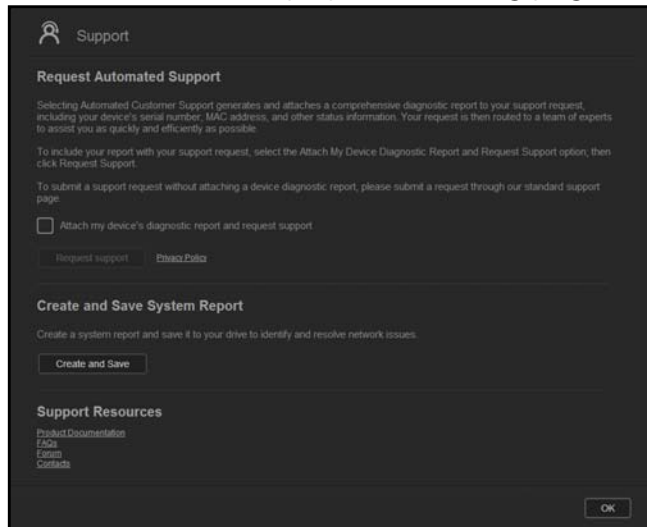 Support
Request Automated Support
Selecting Automated Customer Support generates and attaches a comprehensive diagnostic report to your support request,
including your device's serial number, MAC address, and other status information. Your request is then routed to a team of experts
to assist you as quickly and efficiently as possible.
To include your report with your support request, select the Attach My Device Diagnostic Report and Request Support option, then
click Request Support.
To submit a support request without attaching a device diagnostic report, please submit a request through our standard support
page.
Attach my device's diagnostic report and request support
Request support Privacy Policy
Create and Save System Report
Create a system report and save it to your drive to identify and resolve network issues.
Create and Save
Support Resources
Product Documentation
FAQs
Forum
Contacts
OK